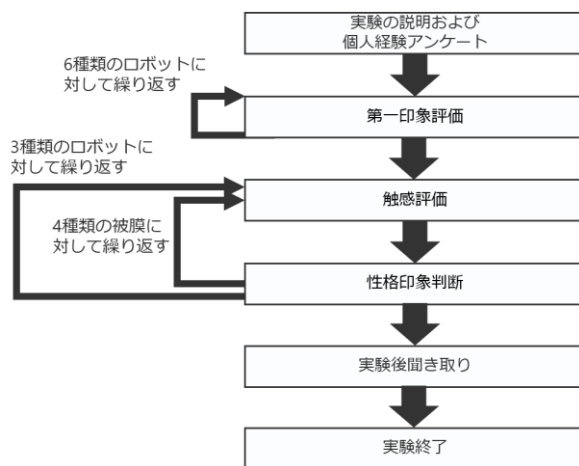 実験の説明および
個人経験アンケート
6種類のロボットに
対して繰り返す
第一印象評価
3種類のロボットに
対して繰り返す
触感評価
4種類の被膜に
対して繰り返す
性格印象判断
実験後聞き取り
実験終了